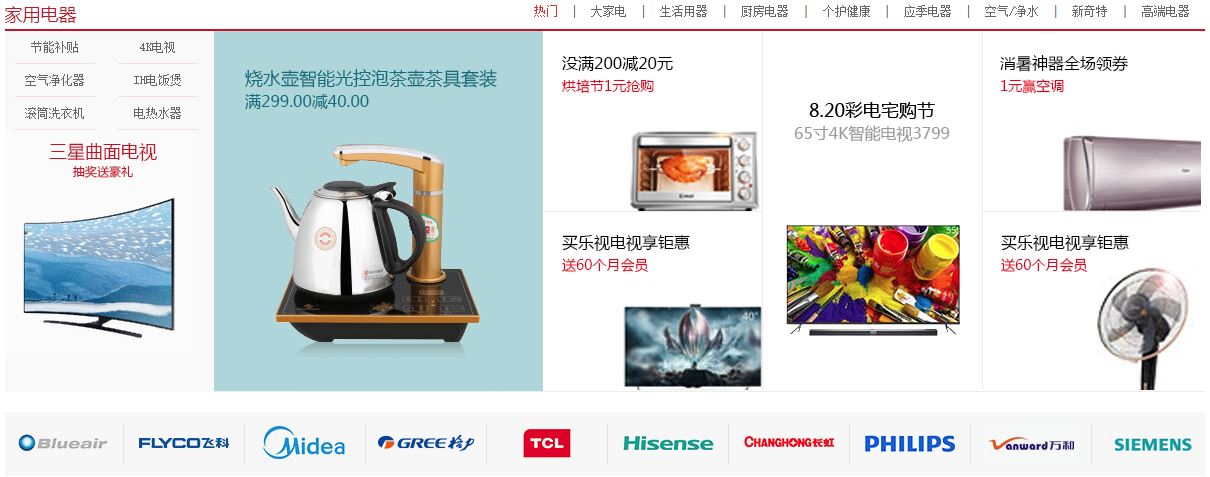 家用电器
热门 | 大家电 | 生活用器 | 厨房电器 | 个护健康 | 应季电器 | 空气/净水 | 新奇特 | 高端电器
节能补贴 4K电视
空气净化器 IH电饭煲
滚筒洗衣机 电热水器
三星曲面电视
抽奖送豪礼
烧水壶智能光控泡茶壶茶具套装
满299.00减40.00
没满200减20元
烘培节1元抢购
买乐视电视享钜惠
送60个月会员
40"
8.20彩电宅购节
65寸4K智能电视3799
55"
消暑神器全场领券
1元赢空调
买乐视电视享钜惠
送60个月会员
Blueair
FLYCO飞科
Midea
GREE格力
TCL
Hisense
CHANGHONG长虹
PHILIPS
Vanward万和
SIEMENS